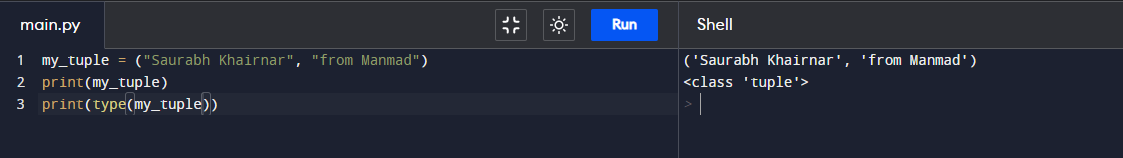 main.py
Run
Shell
1 my_tuple = ("Saurabh Khairnar", "from Manmad")
2 print(my_tuple)
3 print(type(my_tuple))
('Saurabh Khairnar', 'from Manmad')
<class 'tuple'>
>